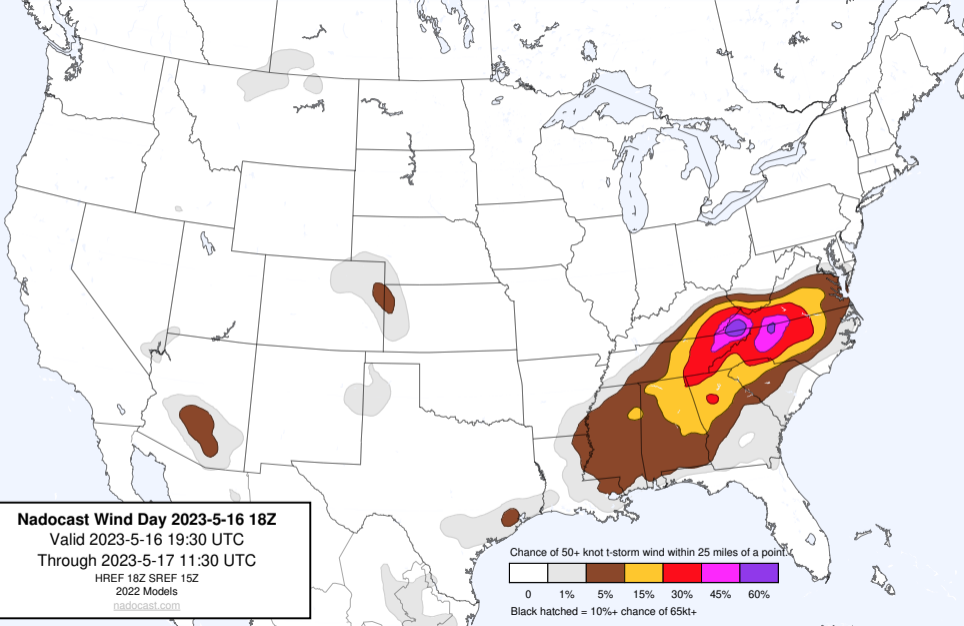 Nadocast Wind Day 2023-5-16 18Z
Valid 2023-5-16 19:30 UTC
Through 2023-5-17 11:30 UTC
HREF 18Z SREF 15Z
2022 Models
nadocast.com
Chance of 50+ knot t-storm wind within 25 miles of a point.
0 1% 5% 15% 30% 45% 60%
Black hatched = 10%+ chance of 65kt+